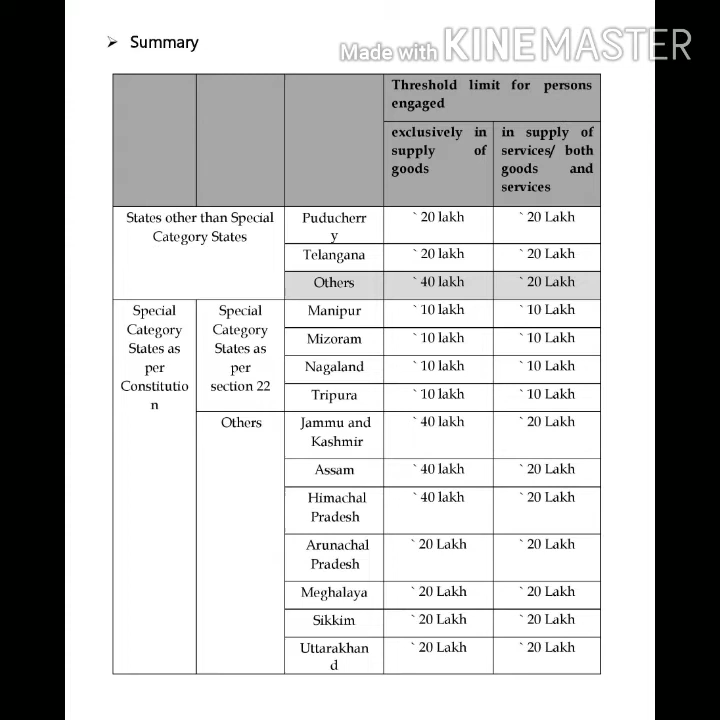 ➤ Summary
Made with KINEMASTER
Threshold limit for persons
engaged
exclusively in
supply of
goods
in supply of
services/ both
goods and
services
States other than Special
Category States
Puducherr
y
` 20 lakh
` 20 Lakh
Telangana
` 20 lakh
` 20 Lakh
Others
` 40 lakh
` 20 Lakh
Special
Category
States as
per
Constitutio
n
Special
Category
States as
per
section 22
Manipur
` 10 lakh
` 10 Lakh
Mizoram
` 10 lakh
` 10 Lakh
Nagaland
` 10 lakh
` 10 Lakh
Tripura
` 10 lakh
` 10 Lakh
Others
Jammu and
Kashmir
` 40 lakh
` 20 Lakh
Assam
` 40 lakh
` 20 Lakh
Himachal
Pradesh
` 40 lakh
` 20 Lakh
Arunachal
Pradesh
` 20 Lakh
` 20 Lakh
Meghalaya
` 20 Lakh
` 20 Lakh
Sikkim
` 20 Lakh
` 20 Lakh
Uttarakhan
d
` 20 Lakh
` 20 Lakh